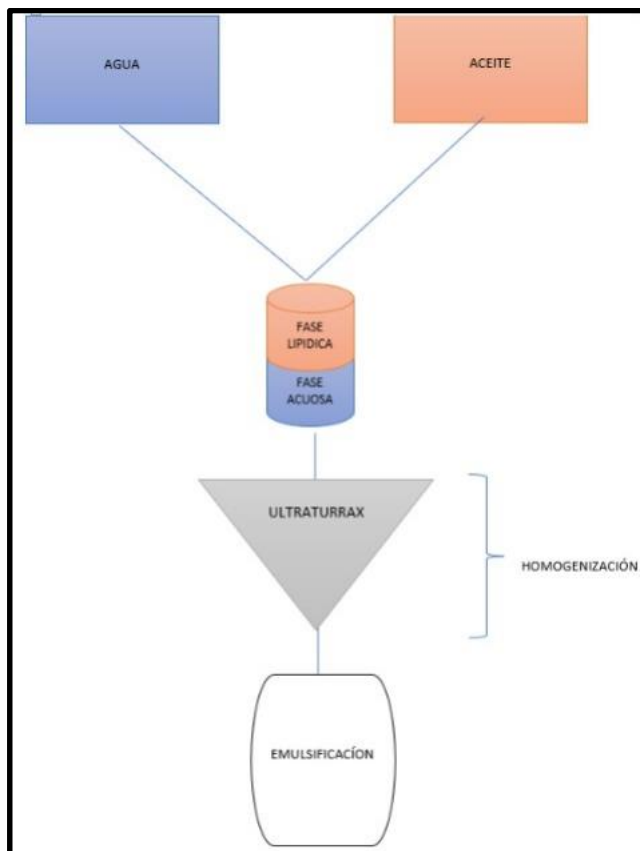 AGUA
ACEITE
FASE
LIPIDICA
FASE
ACUOSA
ULTRATURRAX
HOMOGENIZACIÓN
EMULSIFICACÍON